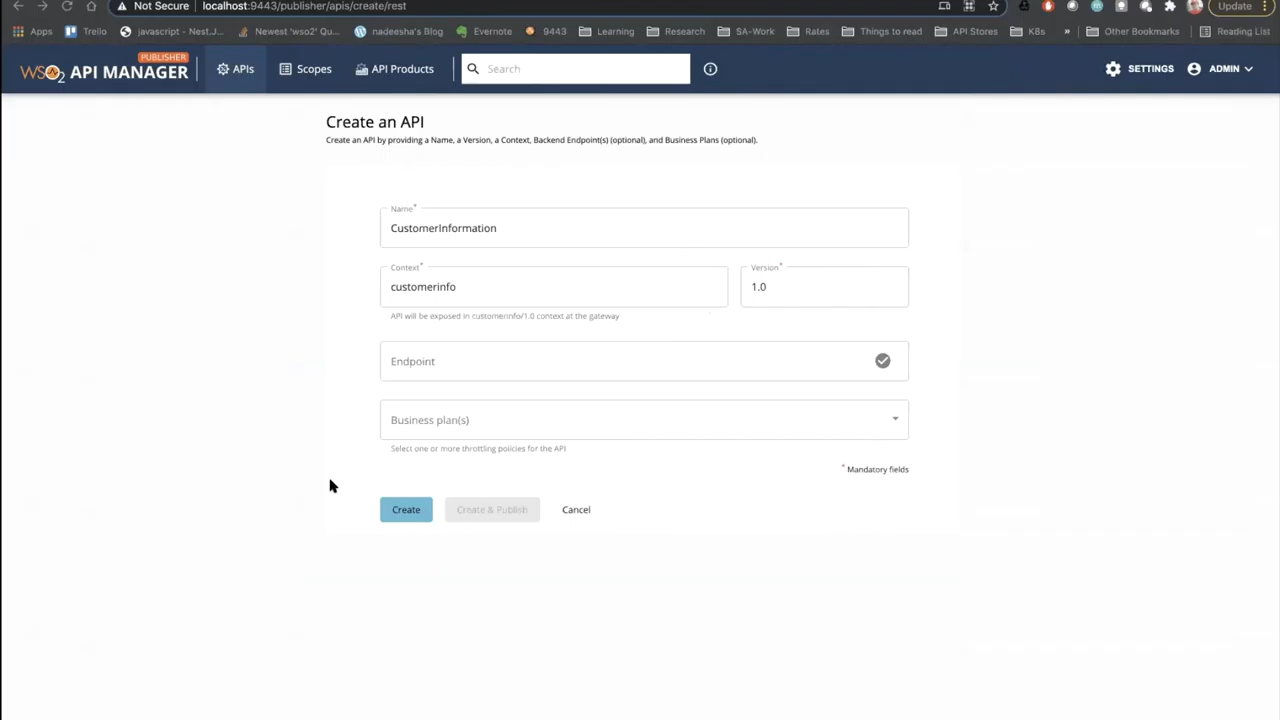 Not Secure localhost:9443/publisher/apis/create/rest Update
Apps Trello javascript - Nest.J... Newest 'wso2' Qu... nadeesha's Blog Evernote 9443 Learning Research SA-Work Rates Things to read API Stores K8s » Other Bookmarks Reading List
PUBLISHER
WSO2 API MANAGER APIs Scopes API Products Search SETTINGS ADMIN
Create an API
Create an API by providing a Name, a Version, a Context, Backend Endpoint(s) (optional), and Business Plans (optional).
Name*
CustomerInformation
Context* Version*
customerinfo 1.0
API will be exposed in customerinfo/1.0 context at the gateway
Endpoint
Business plan(s)
Select one or more throttling policies for the API
* Mandatory fields
Create Create & Publish Cancel